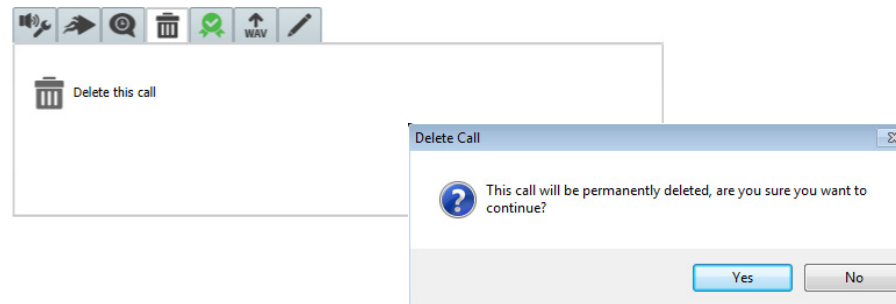 WAV
Delete this call
Delete Call
This call will be permanently deleted, are you sure you want to
continue?
Yes
No